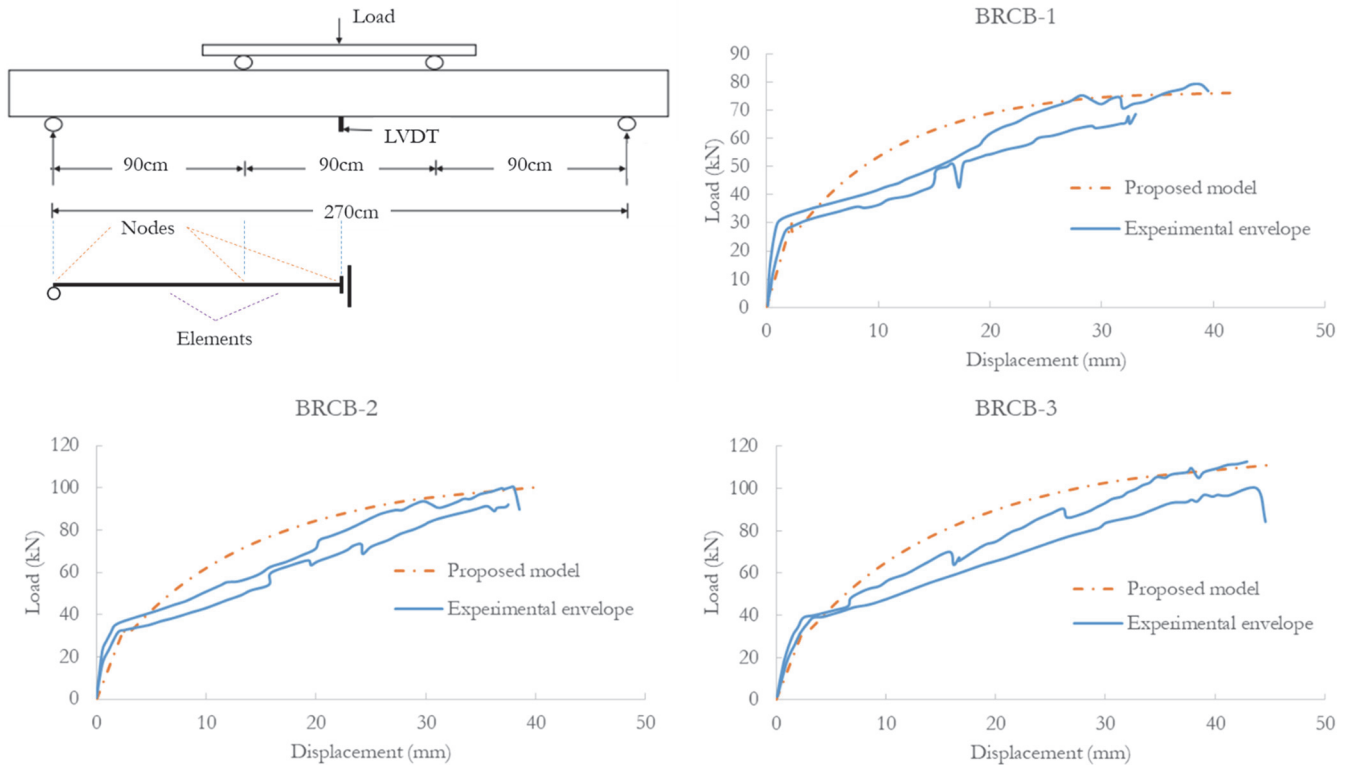 Load
LVDT
90cm
90cm
90cm
270cm
Nodes
Elements
BRCB-1
90
80
70
60
50
40
30
20
10
0
Load (kN)
Proposed model
Experimental envelope
0
10
20
30
40
50
Displacement (mm)
BRCB-2
120
100
80
60
40
20
0
Load (kN)
Proposed model
Experimental envelope
0
10
20
30
40
50
Displacement (mm)
BRCB-3
120
100
80
60
40
20
0
Load (kN)
Proposed model
Experimental envelope
0
10
20
30
40
50
Displacement (mm)